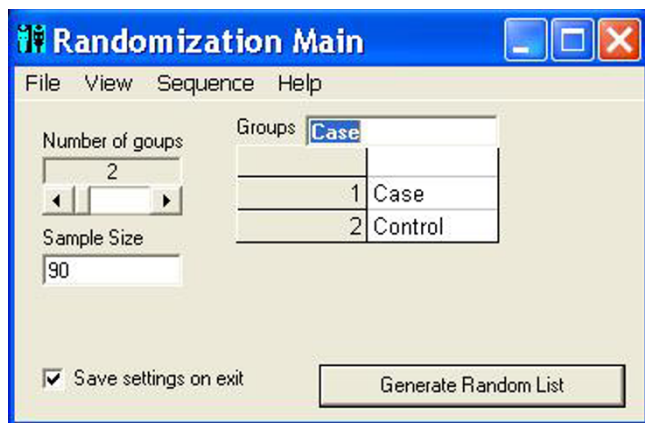 Randomization Main
File View Sequence Help
Number of goups
2
Groups Case
1 Case
2 Control
Sample Size
90
Save settings on exit
Generate Random List